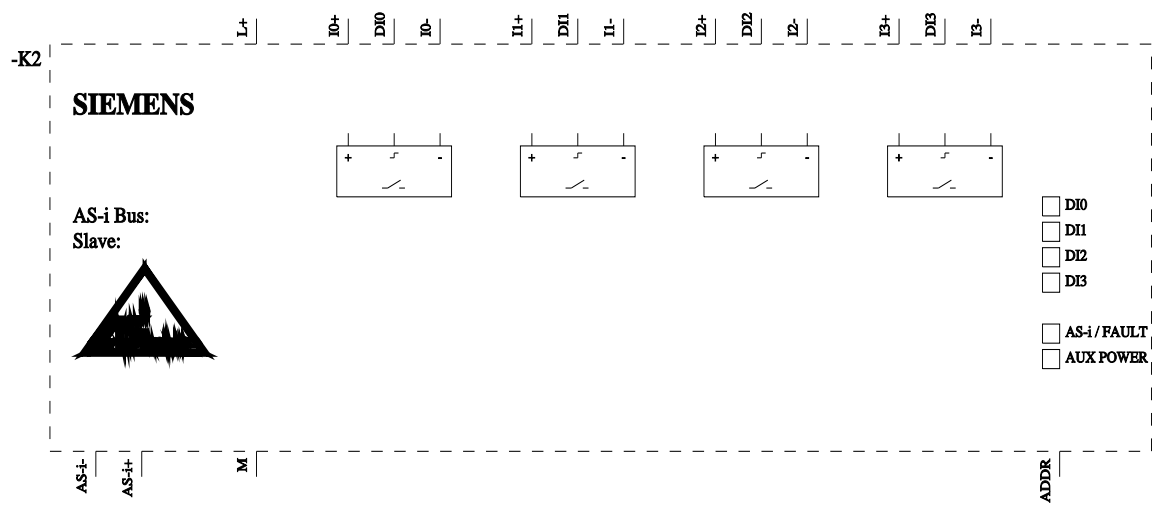 L+
I0+
DI0
I0-
I1+
DI1
I1-
I2+
DI2
I2-
I3+
DI3
I3-
-K2
SIEMENS
+ -
+ -
+ -
+ -
AS-i Bus:
Slave:
DI0
DI1
DI2
DI3
AS-i / FAULT
AUX POWER
AS-i-
AS-i+
M
ADDR